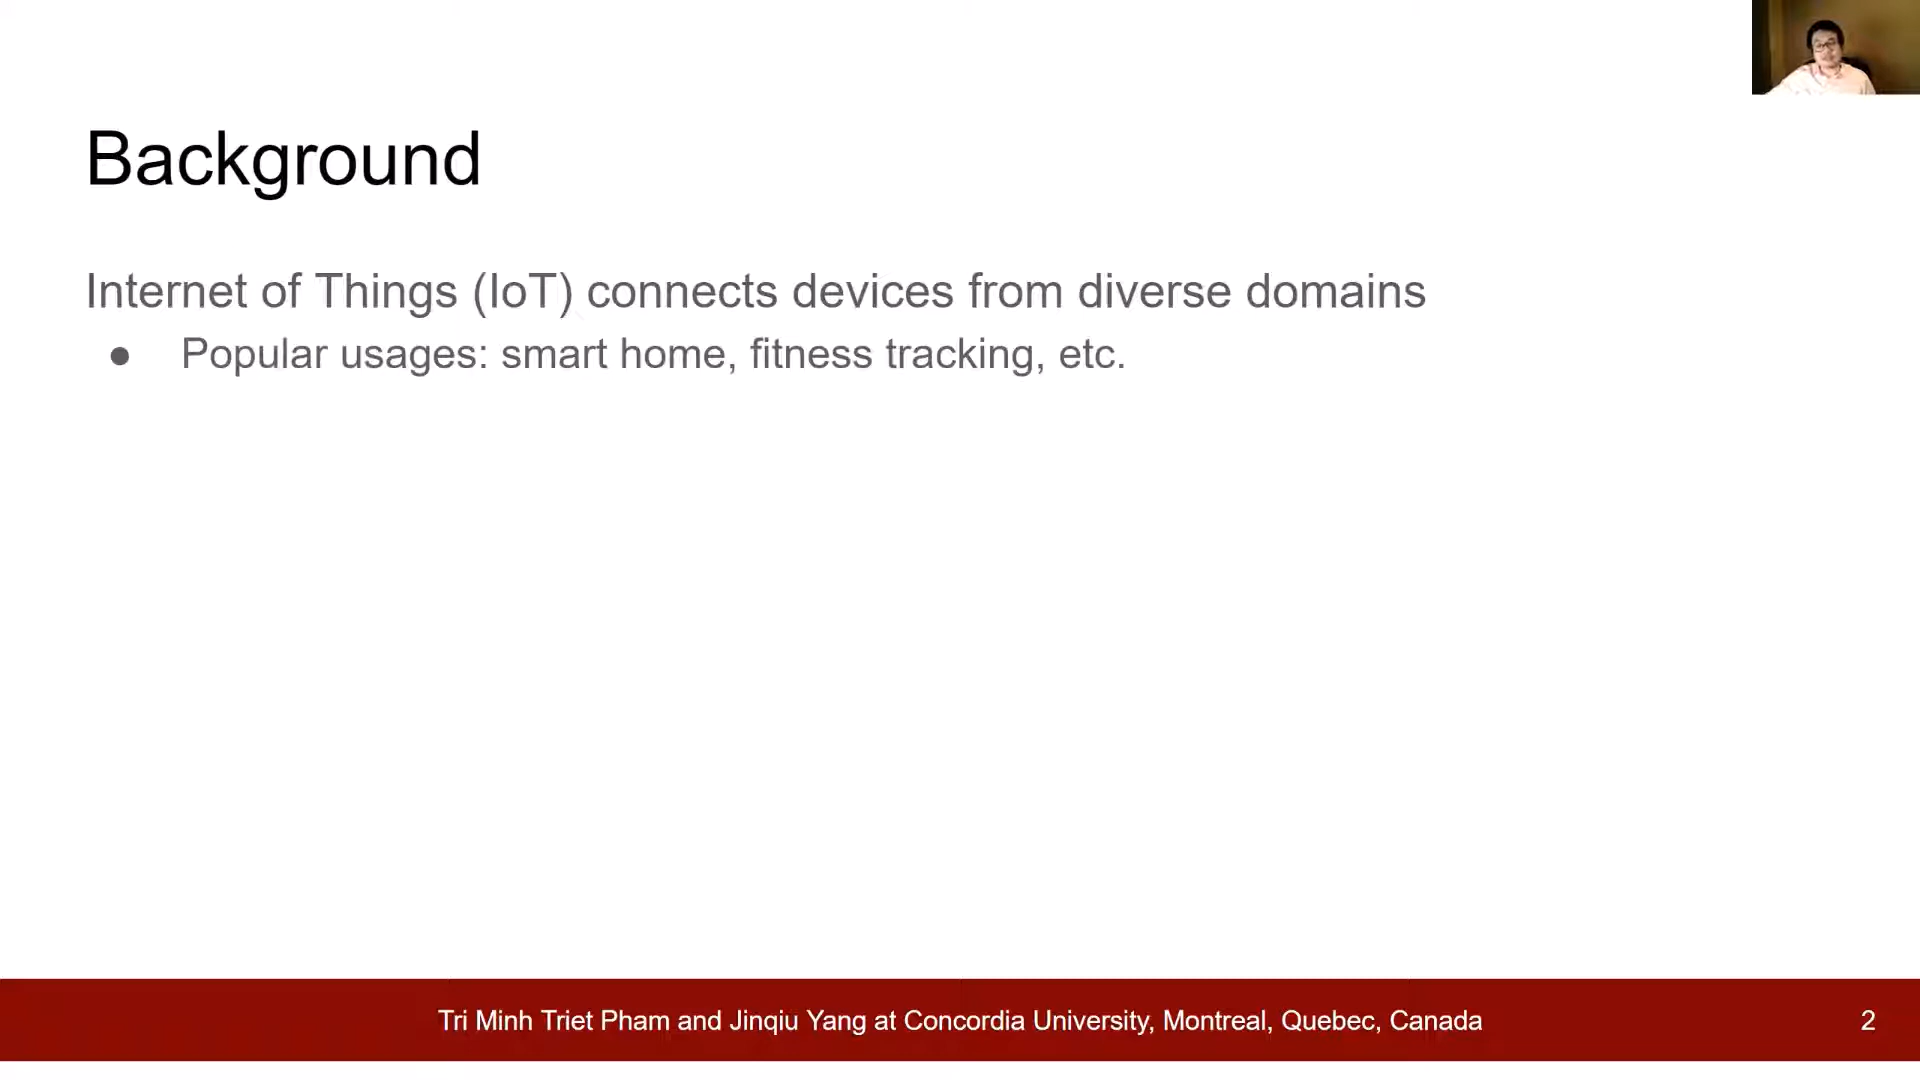 Background
Internet of Things (IoT) connects devices from diverse domains
● Popular usages: smart home, fitness tracking, etc.
Tri Minh Triet Pham and Jinqiu Yang at Concordia University, Montreal, Quebec, Canada
2